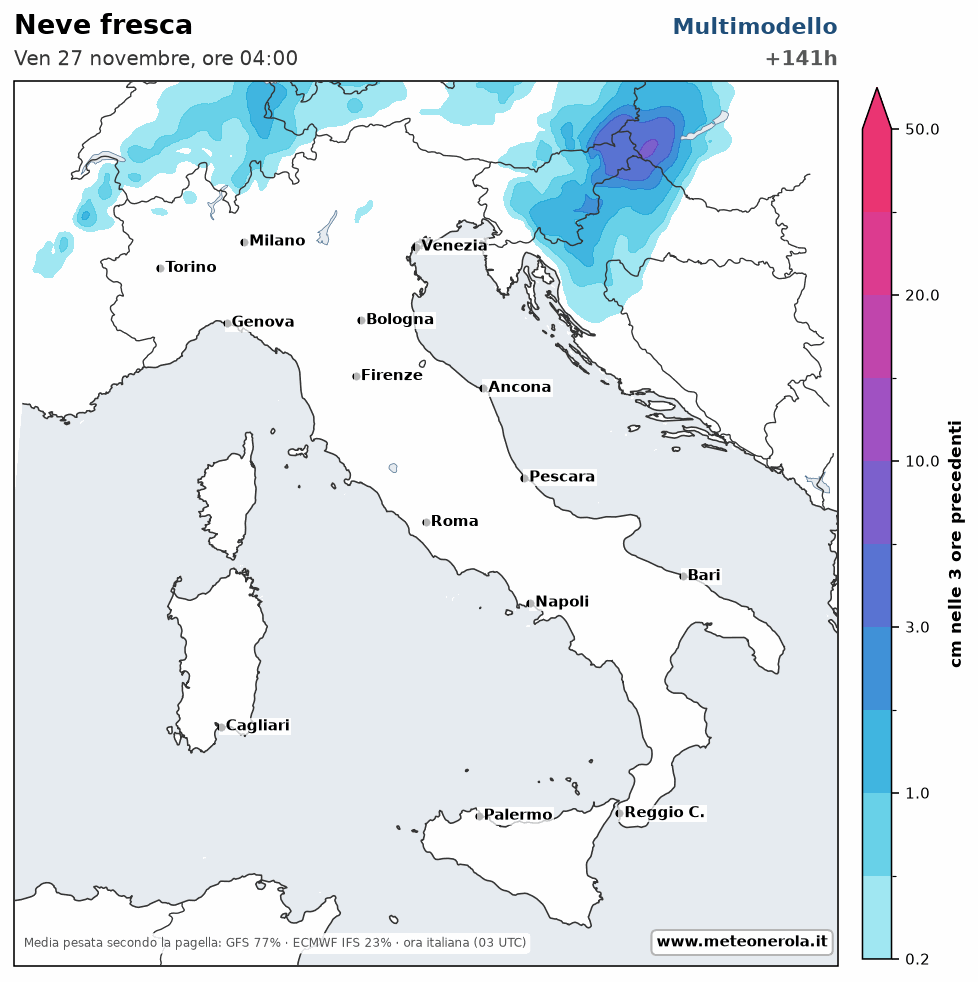 Neve fresca
Multimodello
Ven 27 novembre, ore 04:00
+141h
50.0
Milano
Venezia
Torino
20.0
Genova
Bologna
Firenze
Ancona
10.0
Pescara
Roma
cm nelle 3 ore precedenti
Bari
Napoli
3.0
Cagliari
1.0
Palermo
Reggio C.
Media pesata secondo la pagella: GFS 77% · ECMWF IFS 23% · ora italiana (03 UTC)
www.meteonerola.it
0.2